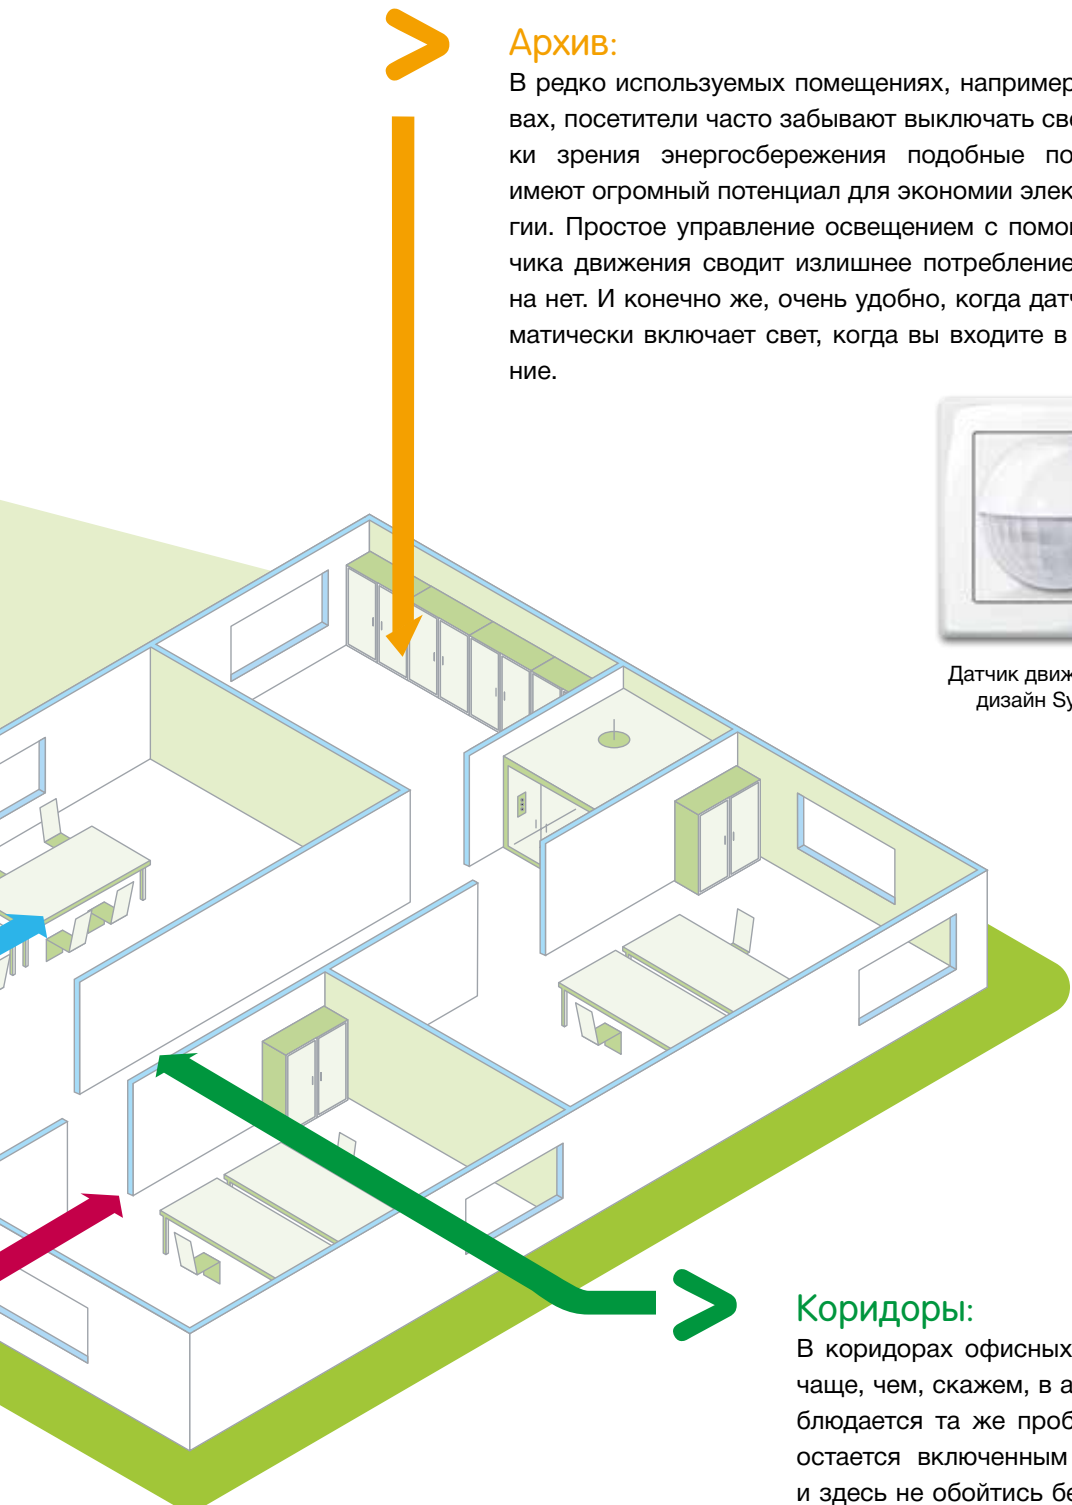 Архив:
В редко используемых помещениях, например
вах, посетители часто забывают выключать све
ки зрения энергосбережения подобные по
имеют огромный потенциал для экономии элек
гии. Простое управление освещением с помо
чика движения сводит излишнее потребление
на нет. И конечно же, очень удобно, когда дат
матически включает свет, когда вы входите в
ние.
Датчик движ
дизайн Sy
Коридоры:
В коридорах офисных
чаще, чем, скажем, в а
блюдается та же проб
остается включенным
и здесь не обойтись бе